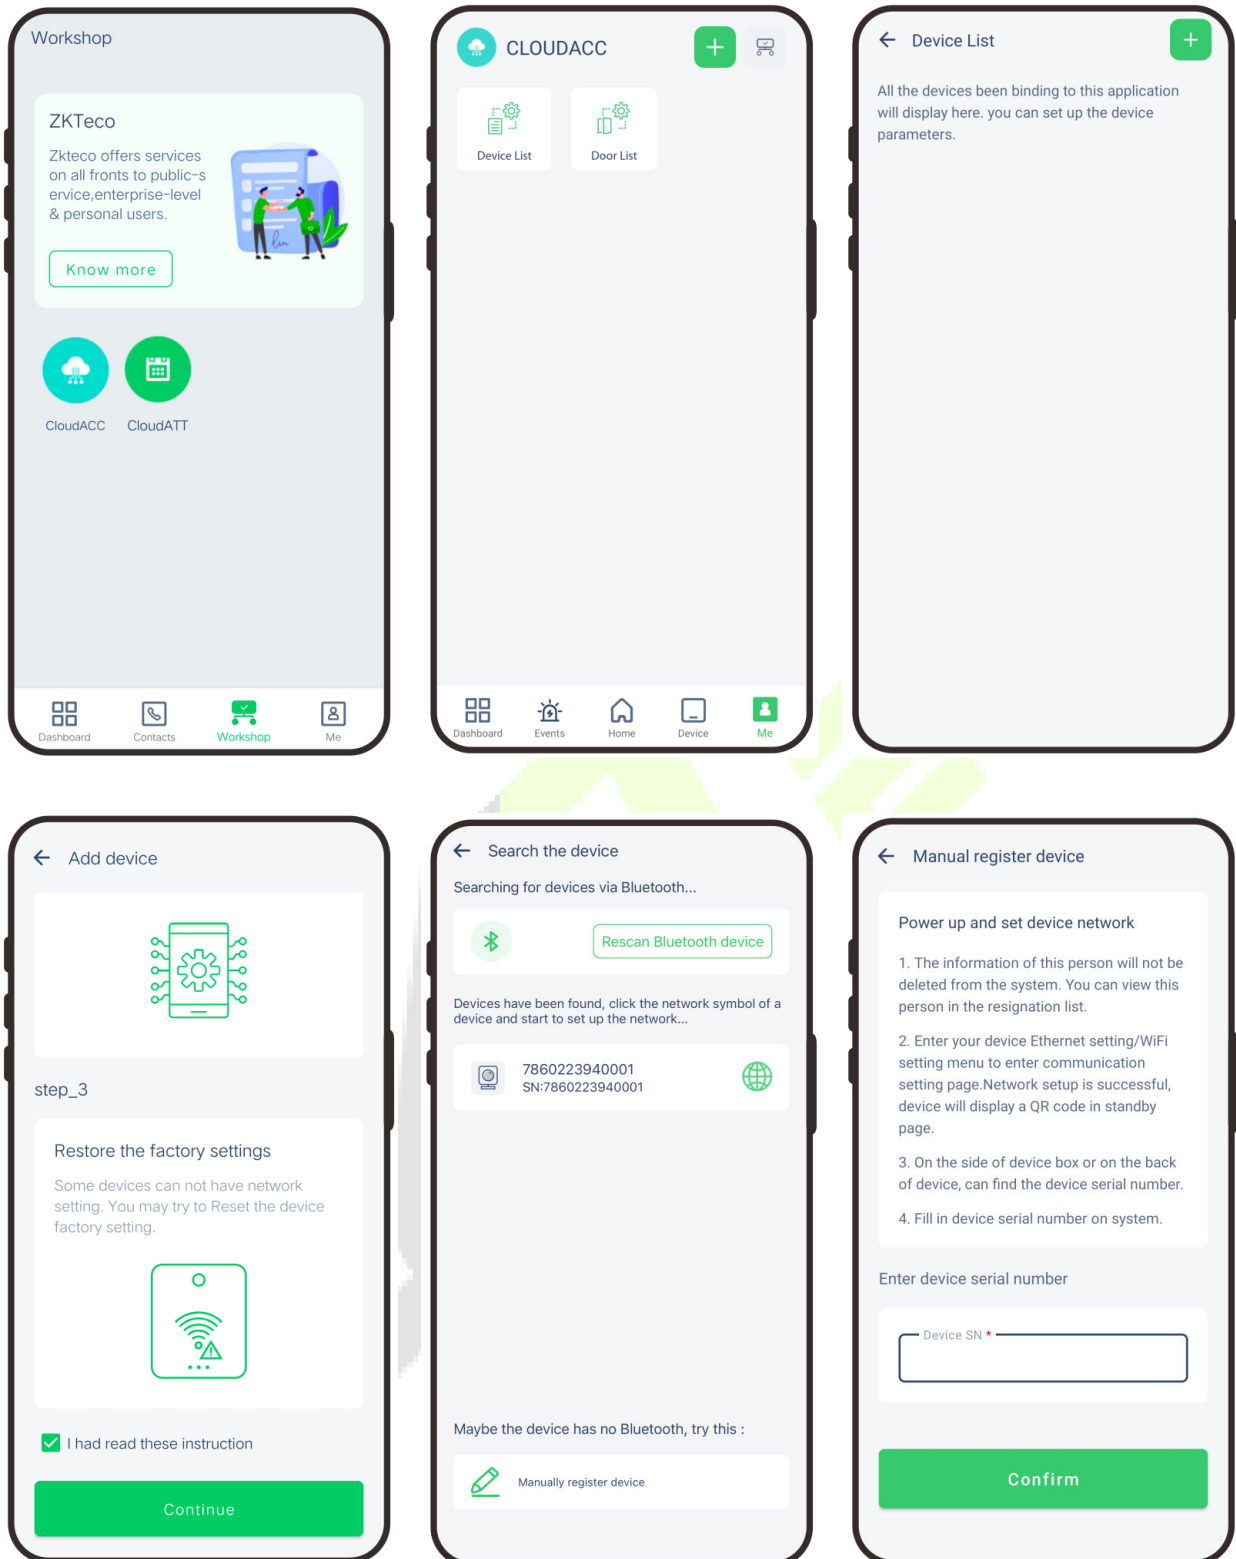 Workshop
ZKTeco
Zkteco offers services
on all fronts to public-s
ervice,enterprise-level
& personal users.
Know more
CloudACC
CloudATT
Dashboard
Contacts
Workshop
Me
CLOUDACC
Device List
Door List
Dashboard
Events
Home
Device
Me
Device List
All the devices been binding to this application
will display here. you can set up the device
parameters.
Add device
step_3
Restore the factory settings
Some devices can not have network
setting. You may try to Reset the device
factory setting.
I had read these instruction
Continue
Search the device
Searching for devices via Bluetooth...
Rescan Bluetooth device
Devices have been found, click the network symbol of a
device and start to set up the network...
7860223940001
SN:7860223940001
Maybe the device has no Bluetooth, try this :
Manually register device
Manual register device
Power up and set device network
1. The information of this person will not be
deleted from the system. You can view this
person in the resignation list.
2. Enter your device Ethernet setting/WiFi
setting menu to enter communication
setting page.Network setup is successful,
device will display a QR code in standby
page.
3. On the side of device box or on the back
of device, can find the device serial number.
4. Fill in device serial number on system.
Enter device serial number
Device SN *
Confirm